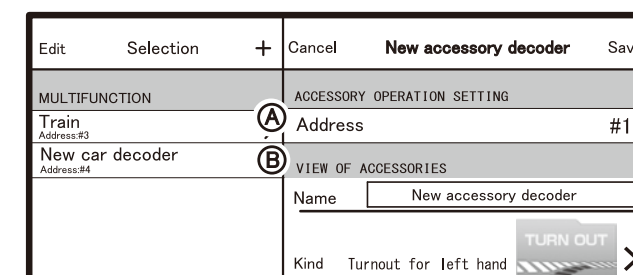 Edit Selection +
MULTIFUNCTION
Train
Address:#3
New car decoder
Address:#4
Cancel New accessory decoder Sav
ACCESSORY OPERATION SETTING
Ⓐ Address #1
Ⓑ VIEW OF ACCESSORIES
Name New accessory decoder
TURN OUT
Kind Turnout for left hand